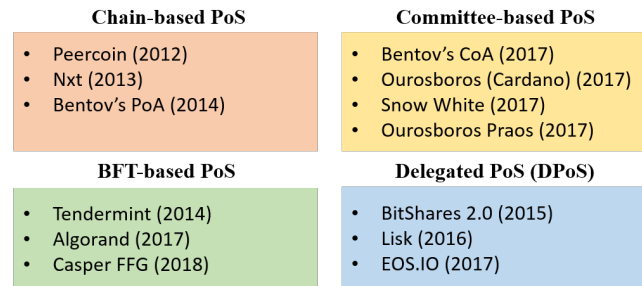 Chain-based PoS
• Peercoin (2012)
• Nxt (2013)
• Bentov’s PoA (2014)
Committee-based PoS
• Bentov’s CoA (2017)
• Ourosboros (Cardano) (2017)
• Snow White (2017)
• Ourosboros Praos (2017)
BFT-based PoS
• Tendermint (2014)
• Algorand (2017)
• Casper FFG (2018)
Delegated PoS (DPoS)
• BitShares 2.0 (2015)
• Lisk (2016)
• EOS.IO (2017)